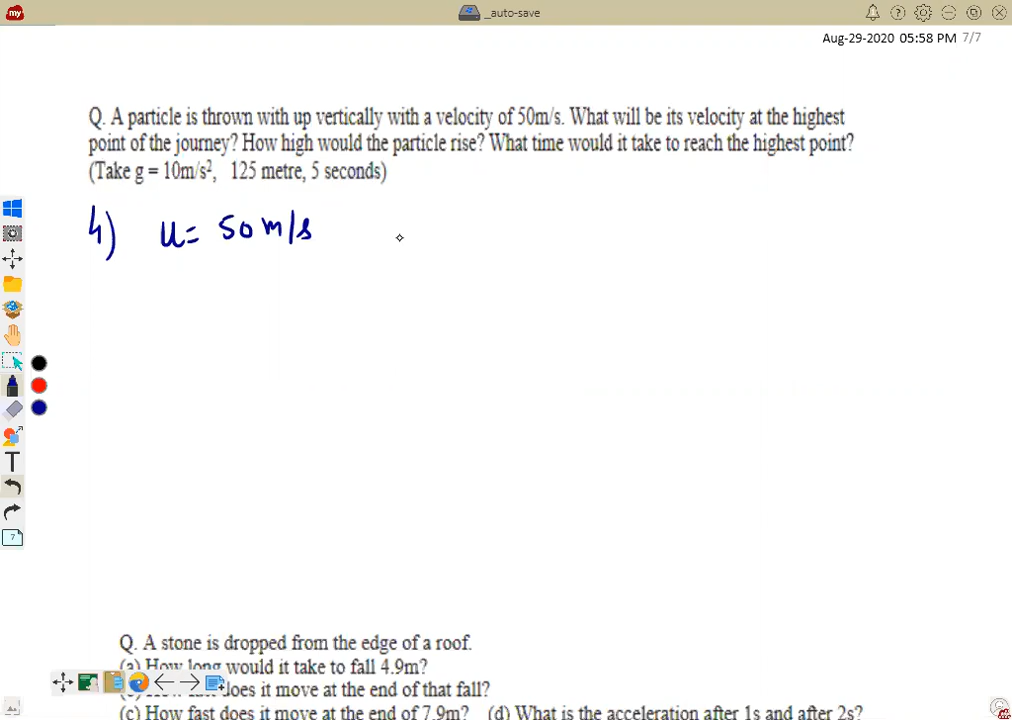 my
_auto-save
Aug-29-2020 05:58 PM 7/7
Q. A particle is thrown with up vertically with a velocity of 50m/s. What will be its velocity at the highest
point of the journey? How high would the particle rise? What time would it take to reach the highest point?
(Take g = 10m/s², 125 metre, 5 seconds)
4) u= 50 m/s
T
7
Q. A stone is dropped from the edge of a roof.
(a) How long would it take to fall 4.9m?
does it move at the end of that fall?
(c) How fast does it move at the end of 7.9m? (d) What is the acceleration after 1s and after 2s?